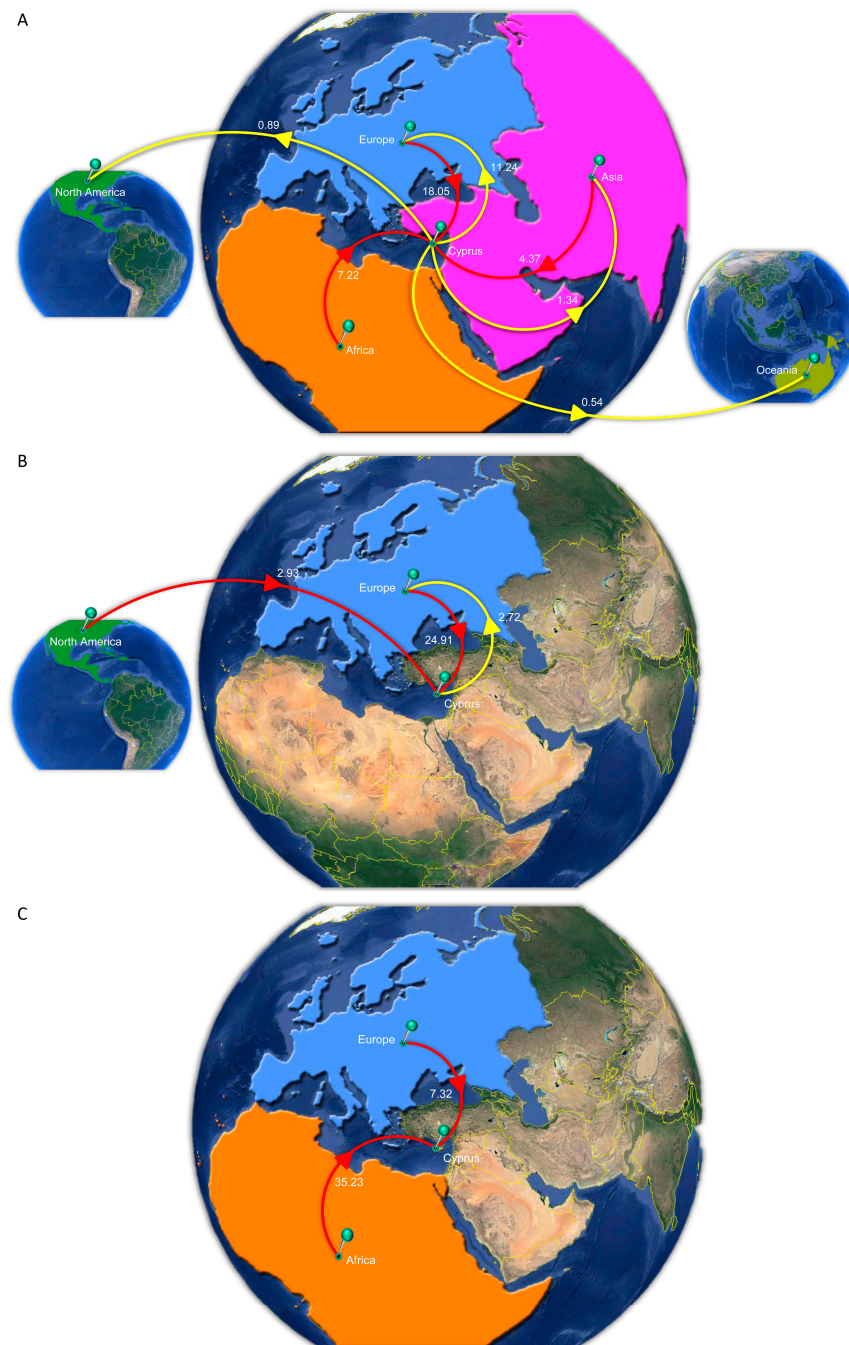 A
0.89
Europe
11.24
Asia
North America
18.05
Cyprus
4.37
7.22
1.34
Africa
Oceania
0.54
B
2.93
Europe
2.72
North America
24.91
Cyprus
C
Europe
7.32
Cyprus
35.23
Africa